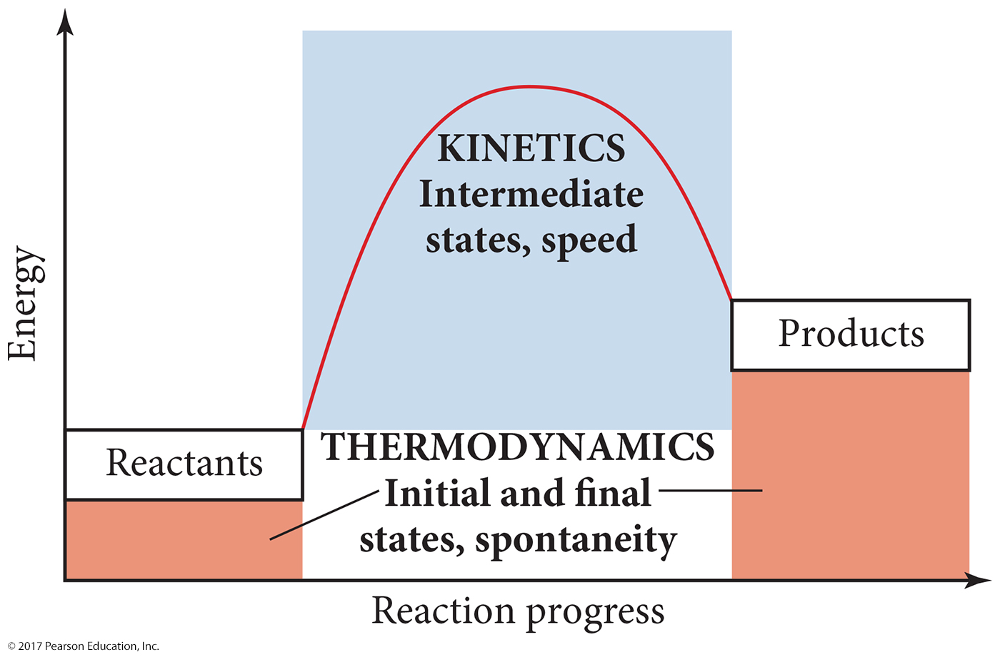 KINETICS
Intermediate
states, speed
Energy
Products
Reactants
THERMODYNAMICS
Initial and final
states, spontaneity
Reaction progress
© 2017 Pearson Education, Inc.